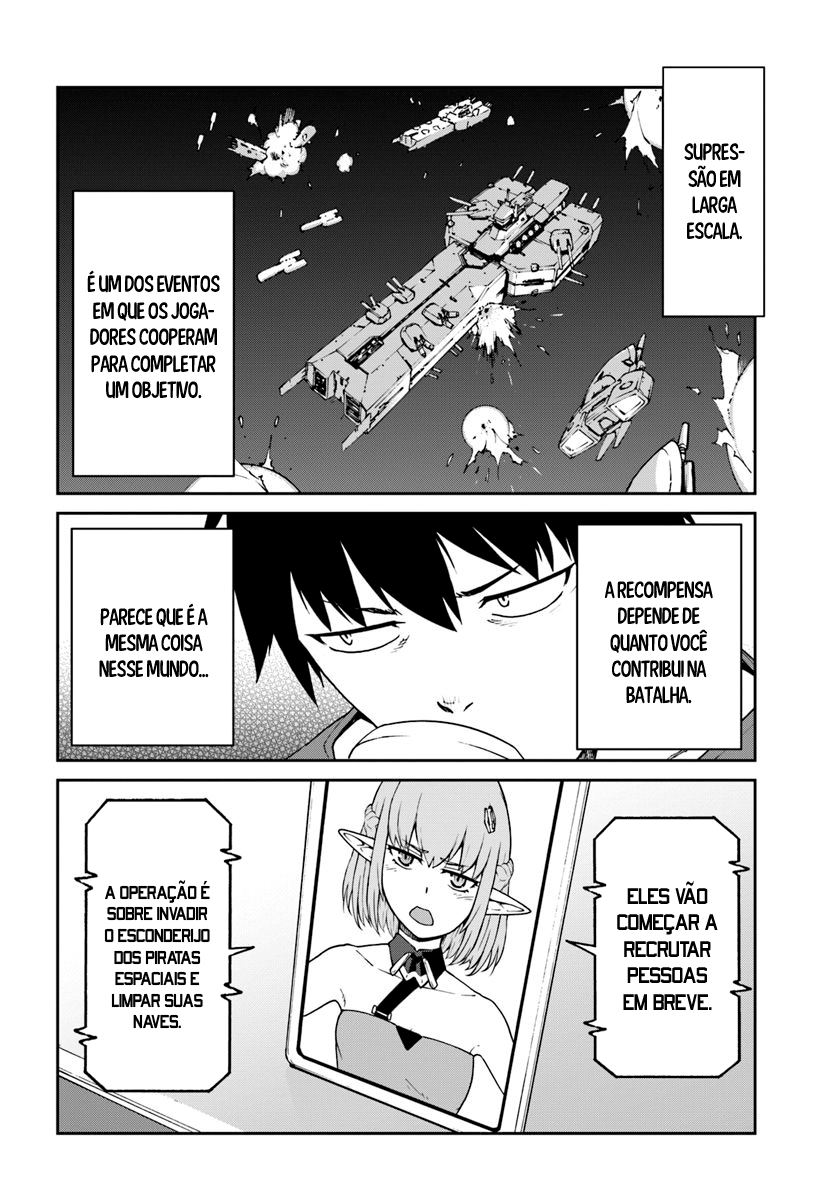 SUPRES-
SÃO EM
LARGA
ESCALA.
É UM DOS EVENTOS
EM QUE OS JOGA-
DORES COOPERAM
PARA COMPLETAR
UM OBJETIVO.
A RECOMPENSA
DEPENDE DE
QUANTO VOCÊ
CONTRIBUI NA
BATALHA.
PARECE QUE É A
MESMA COISA
NESSE MUNDO...
ELES VÃO
COMEÇAR A
RECRUTAR
PESSOAS
EM BREVE.
A OPERAÇÃO É
SOBRE INVADIR
O ESCONDERIJO
DOS PIRATAS
ESPACIAIS E
LIMPAR SUAS
NAVES.